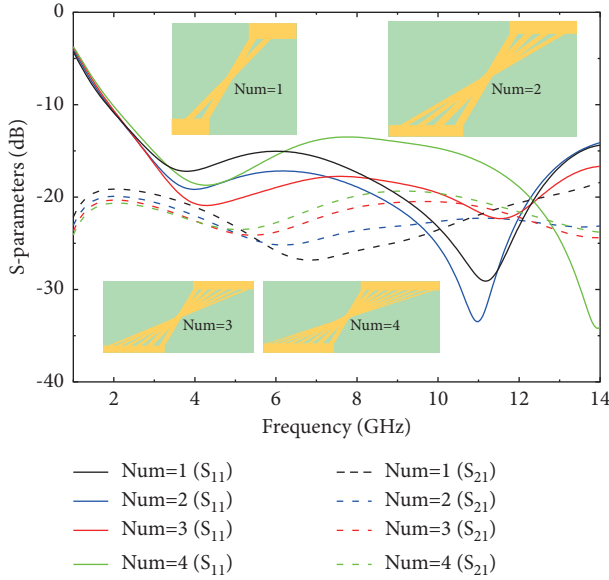 0
-10
-20
-30
-40
S-parameters (dB)
Num=1
Num=2
Num=3
Num=4
2
4
6
8
10
12
14
Frequency (GHz)
Num=1 (S₁₁)
Num=1 (S₂₁)
Num=2 (S₁₁)
Num=2 (S₂₁)
Num=3 (S₁₁)
Num=3 (S₂₁)
Num=4 (S₁₁)
Num=4 (S₂₁)